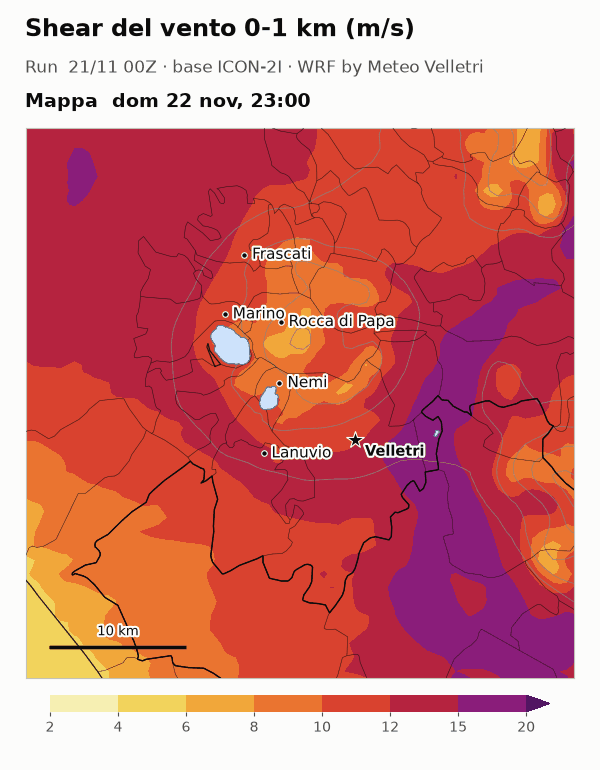 Shear del vento 0-1 km (m/s)
Run  21/11 00Z · base ICON-2I · WRF by Meteo Velletri
Mappa  dom 22 nov, 23:00
Frascati
Marino
Rocca di Papa
Nemi
Velletri
Lanuvio
10 km
2 4 6 8 10 12 15 20